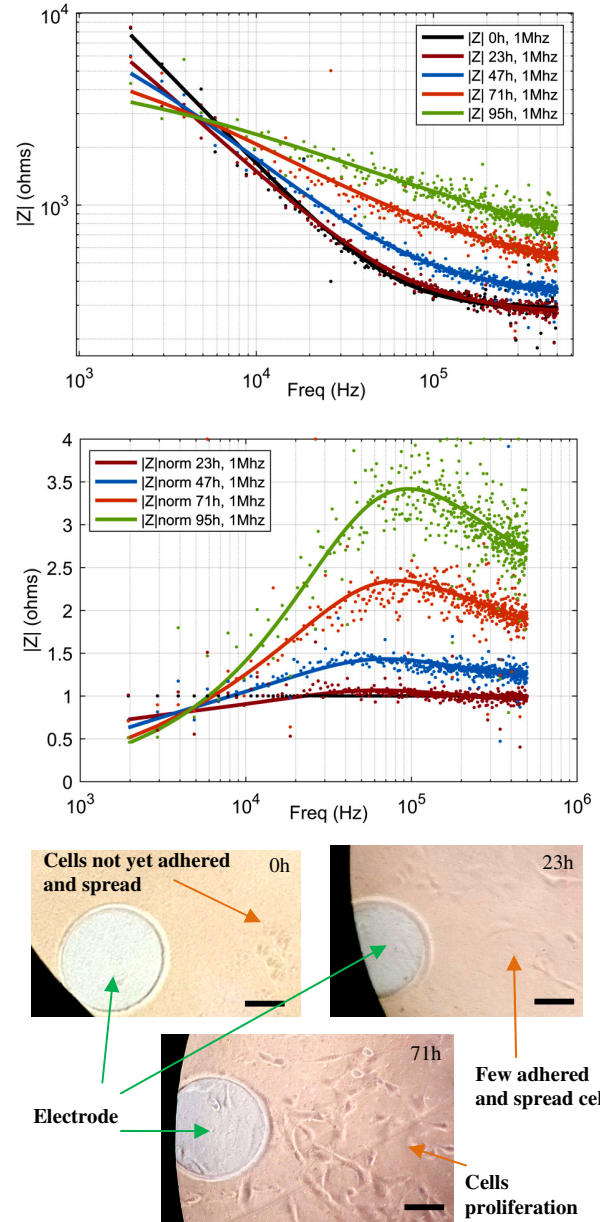 10^4
10^3
|Z| (ohms)
|Z| 0h, 1Mhz
|Z| 23h, 1Mhz
|Z| 47h, 1Mhz
|Z| 71h, 1Mhz
|Z| 95h, 1Mhz
10^3
10^4
10^5
Freq (Hz)
4
3.5
3
2.5
2
1.5
1
0.5
0
|Z| (ohms)
|Z|norm 23h, 1Mhz
|Z|norm 47h, 1Mhz
|Z|norm 71h, 1Mhz
|Z|norm 95h, 1Mhz
10^3
10^4
10^5
10^6
Freq (Hz)
Cells not yet adhered
and spread
0h
23h
71h
Electrode
Few adhered
and spread cel
Cells
proliferation